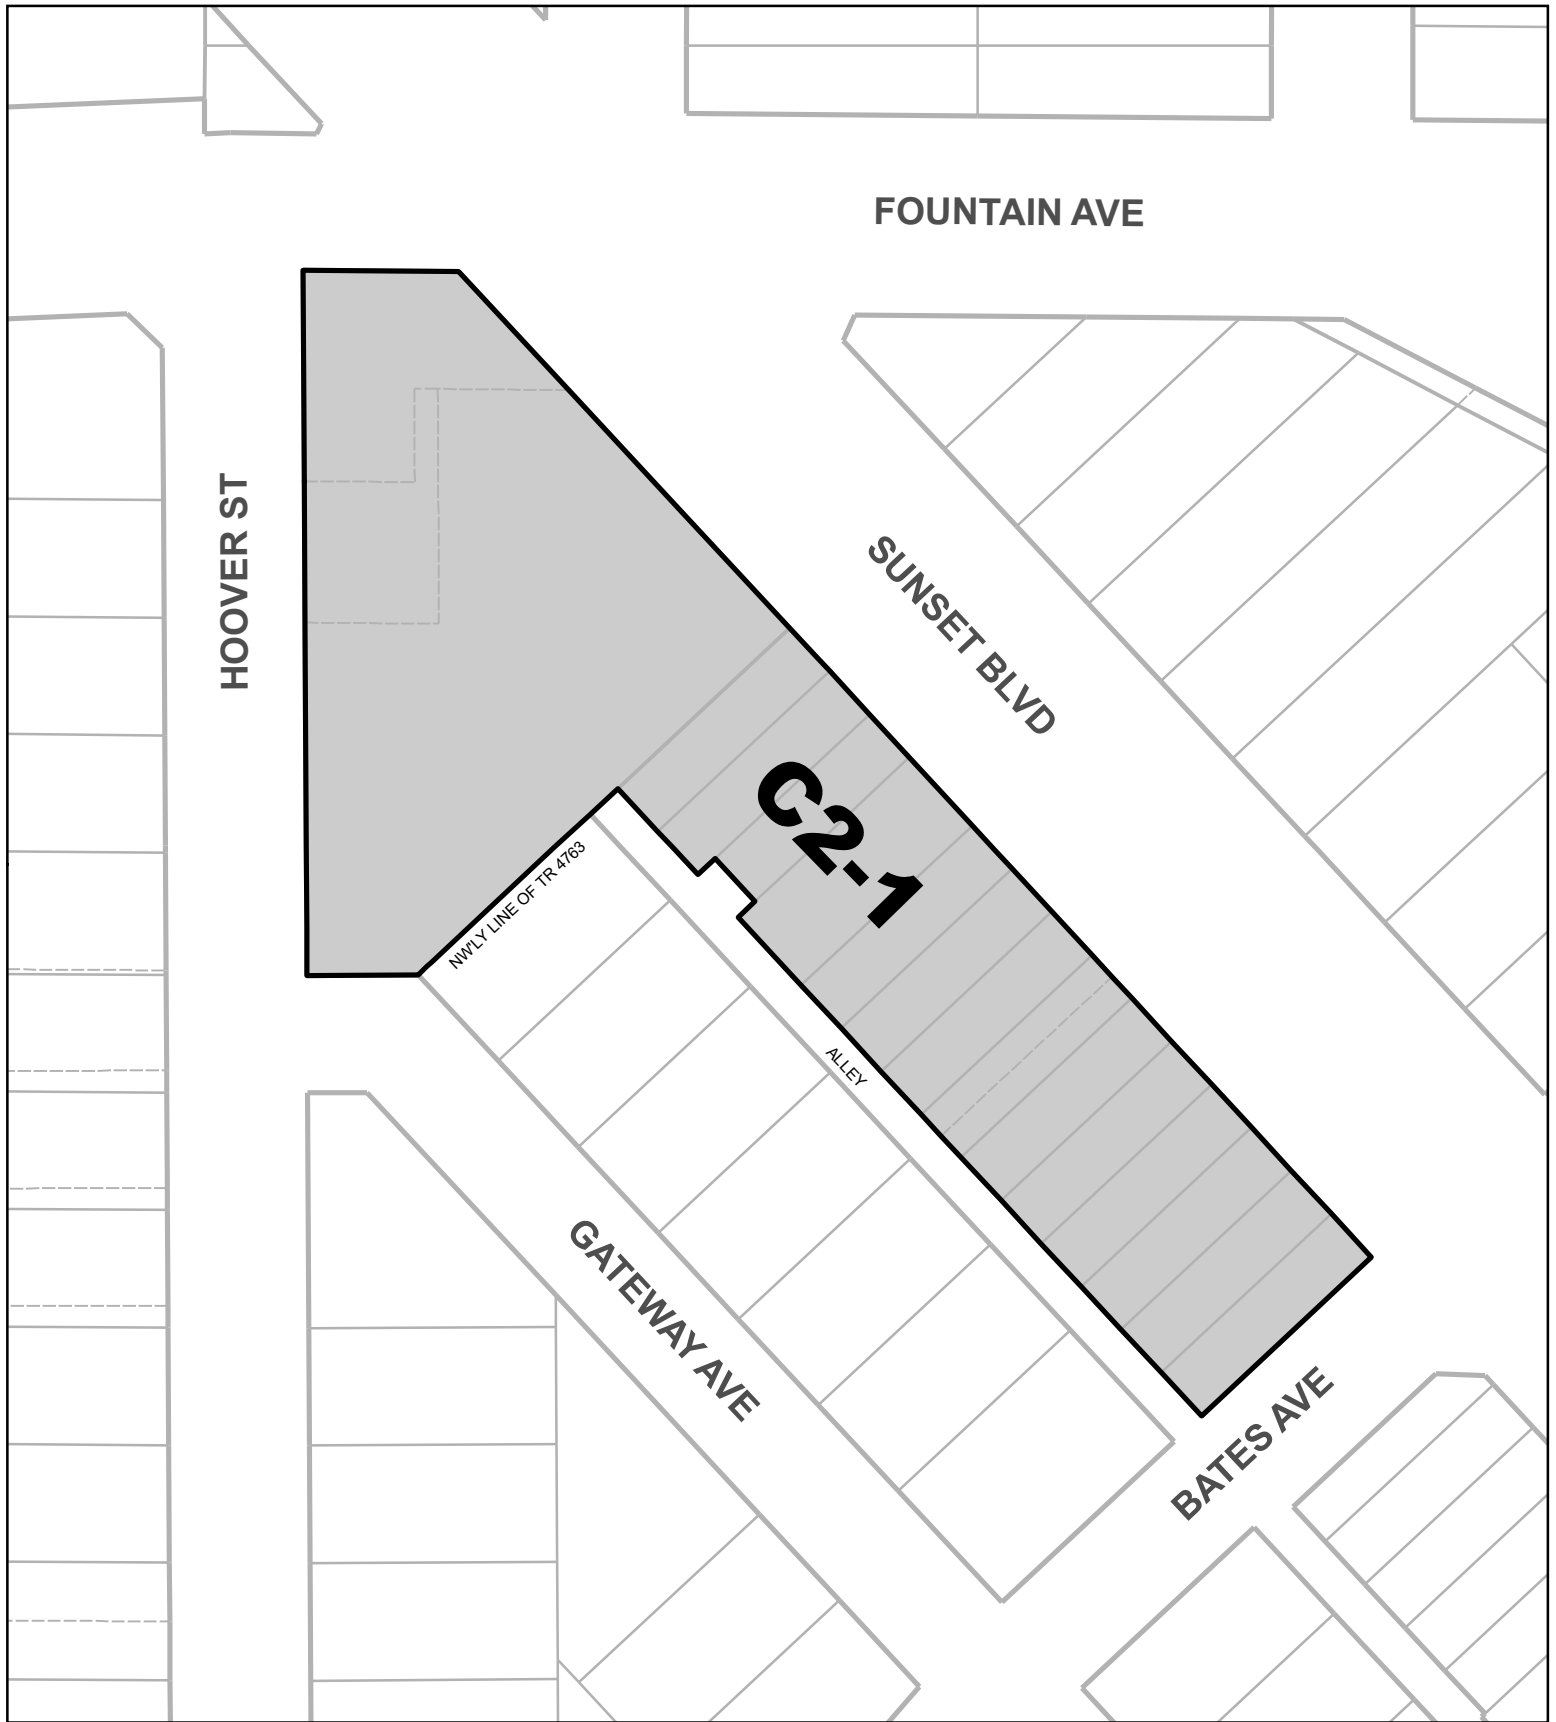 FOUNTAIN AVE
HOOVER ST
SUNSET BLVD
C2-1
NW'LY LINE OF TR 4763
ALLEY
GATEWAY AVE
BATES AVE